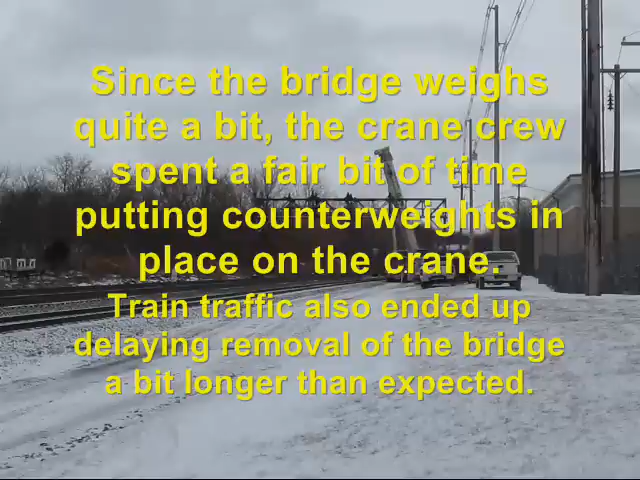 Since the bridge weighs
quite a bit, the crane crew
spent a fair bit of time
putting counterweights in
place on the crane.
Train traffic also ended up
delaying removal of the bridge
a bit longer than expected.